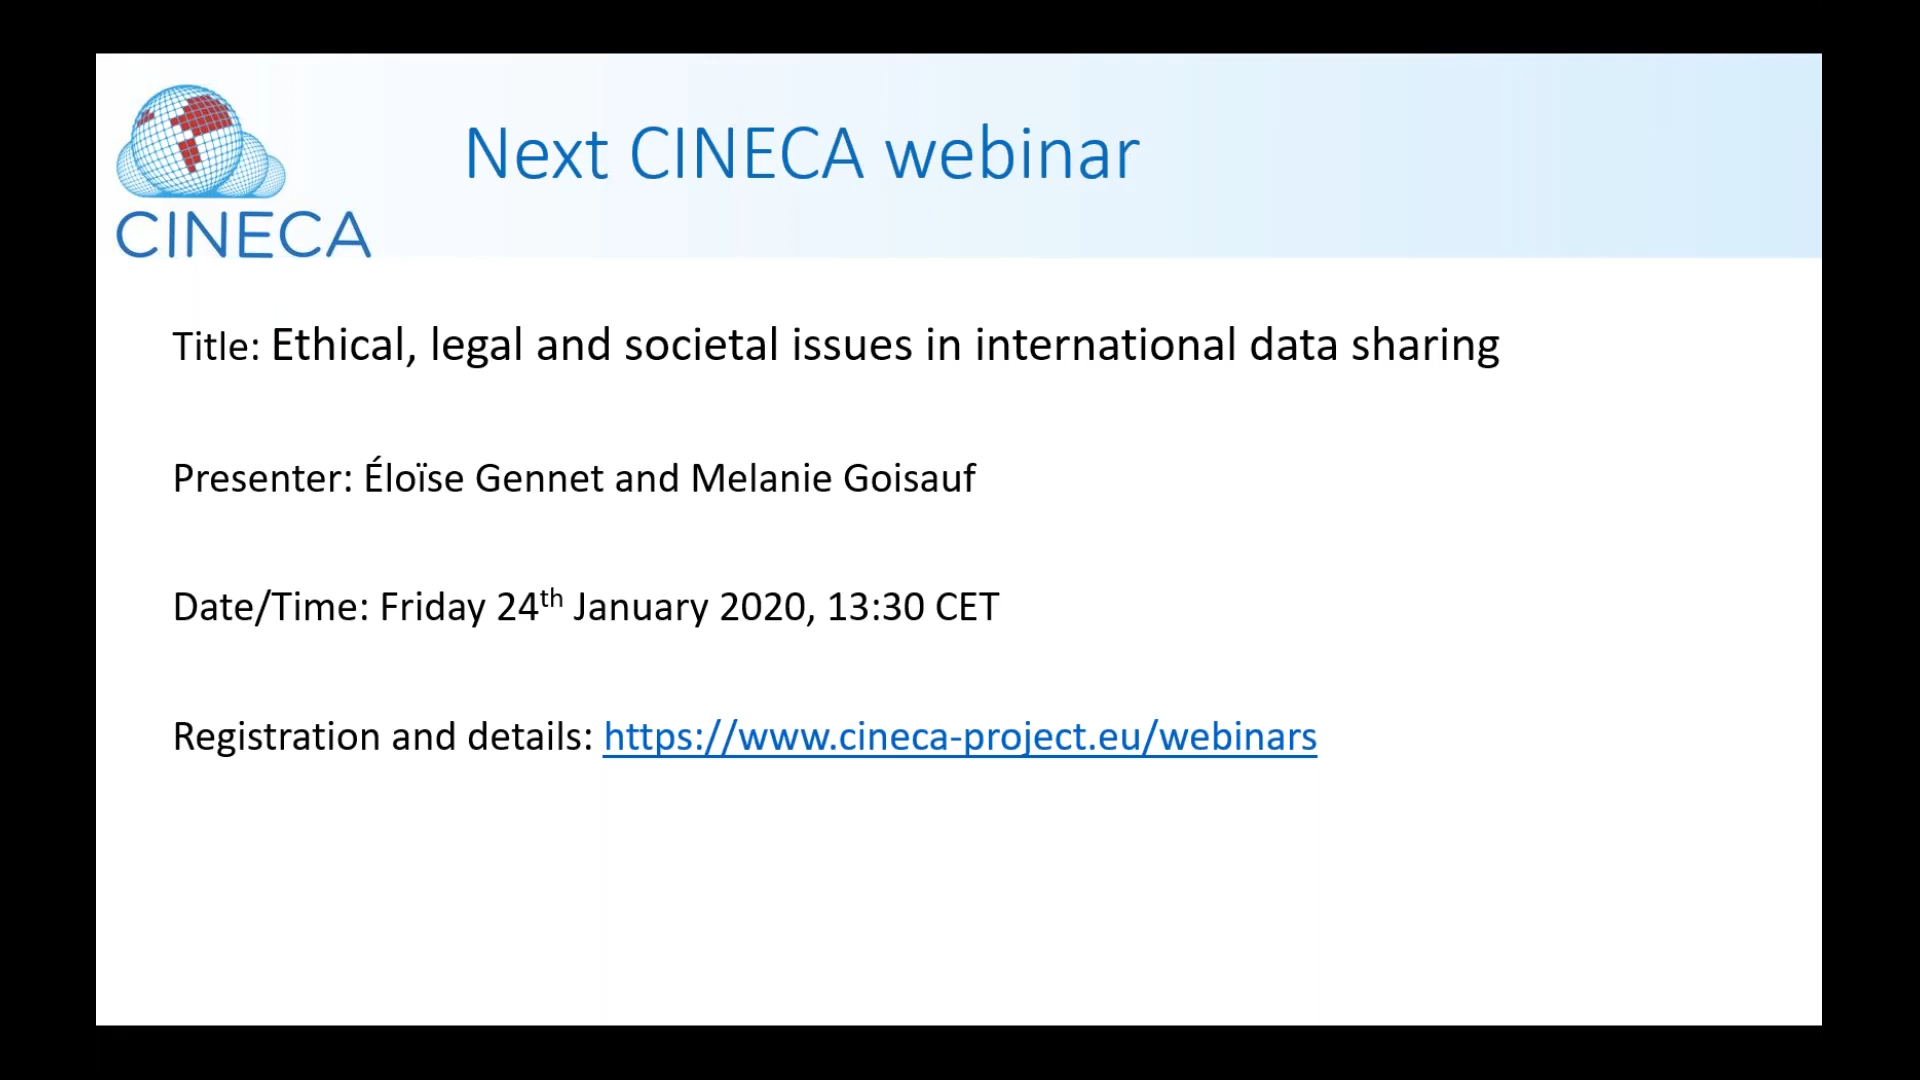 CINECA
Next CINECA webinar
Title: Ethical, legal and societal issues in international data sharing
Presenter: Éloïse Gennet and Melanie Goisauf
Date/Time: Friday 24th January 2020, 13:30 CET
Registration and details: https://www.cineca-project.eu/webinars